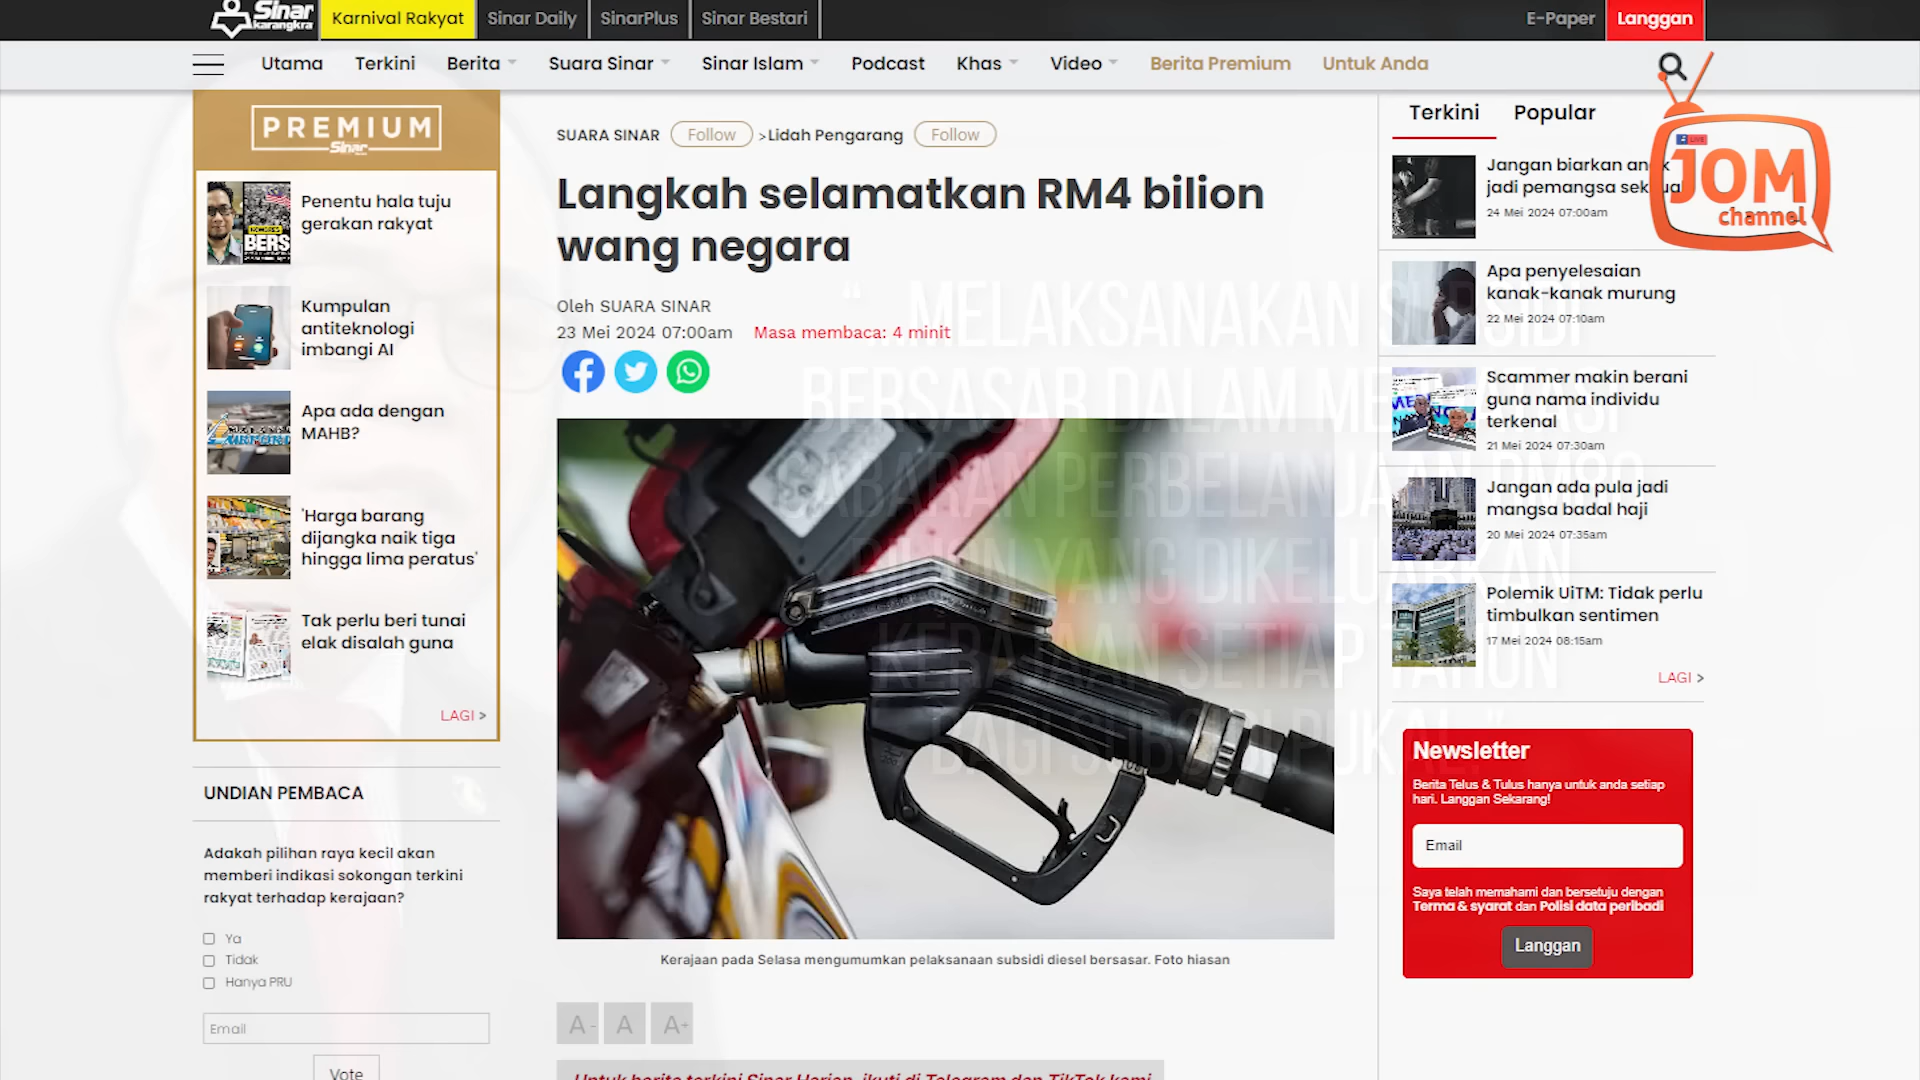 Sinar
karangkraf
Karnival Rakyat
Sinar Daily
SinarPlus
Sinar Bestari
E-Paper
Langgan
Utama
Terkini
Berita
Suara Sinar
Sinar Islam
Podcast
Khas
Video
Berita Premium
Untuk Anda
PREMIUM
Sinar
Penentu hala tuju
gerakan rakyat
Kumpulan
antiteknologi
imbangi AI
Apa ada dengan
MAHB?
'Harga barang
dijangka naik tiga
hingga lima peratus'
Tak perlu beri tunai
elak disalah guna
LAGI >
UNDIAN PEMBACA
Adakah pilihan raya kecil akan
memberi indikasi sokongan terkini
rakyat terhadap kerajaan?
Ya
Tidak
Hanya PRU
Email
Vote
SUARA SINAR Follow > Lidah Pengarang Follow
Langkah selamatkan RM4 bilion
wang negara
Oleh SUARA SINAR
23 Mei 2024 07:00am Masa membaca: 4 minit
"...MELAKSANAKAN SUBSIDI
BERSASAR DALAM
PERBELANJAAN
YANG DIKELUARKAN
KERAJAAN SETIAP TAHUN
BAGI SUBSIDI PUKAL."
Kerajaan pada Selasa mengumumkan pelaksanaan subsidi diesel bersasar. Foto hiasan
A- A A+
Untuk berita terkini Sinar Harian, ikuti di Telegram dan TikTok kami
Terkini
Popular
Jangan biarkan
jadi pemangsa seksual
24 Mei 2024 07:00am
Apa penyelesaian
kanak-kanak murung
22 Mei 2024 07:10am
Scammer makin berani
guna nama individu
terkenal
21 Mei 2024 07:30am
Jangan ada pula jadi
mangsa badal haji
20 Mei 2024 07:35am
Polemik UiTM: Tidak perlu
timbulkan sentimen
17 Mei 2024 08:15am
LAGI >
LIVE
JOM
channel
Newsletter
Berita Telus & Tulus hanya untuk anda setiap
hari. Langgan Sekarang!
Email
Saya telah memahami dan bersetuju dengan
Terma & syarat dan Polisi data peribadi
Langgan